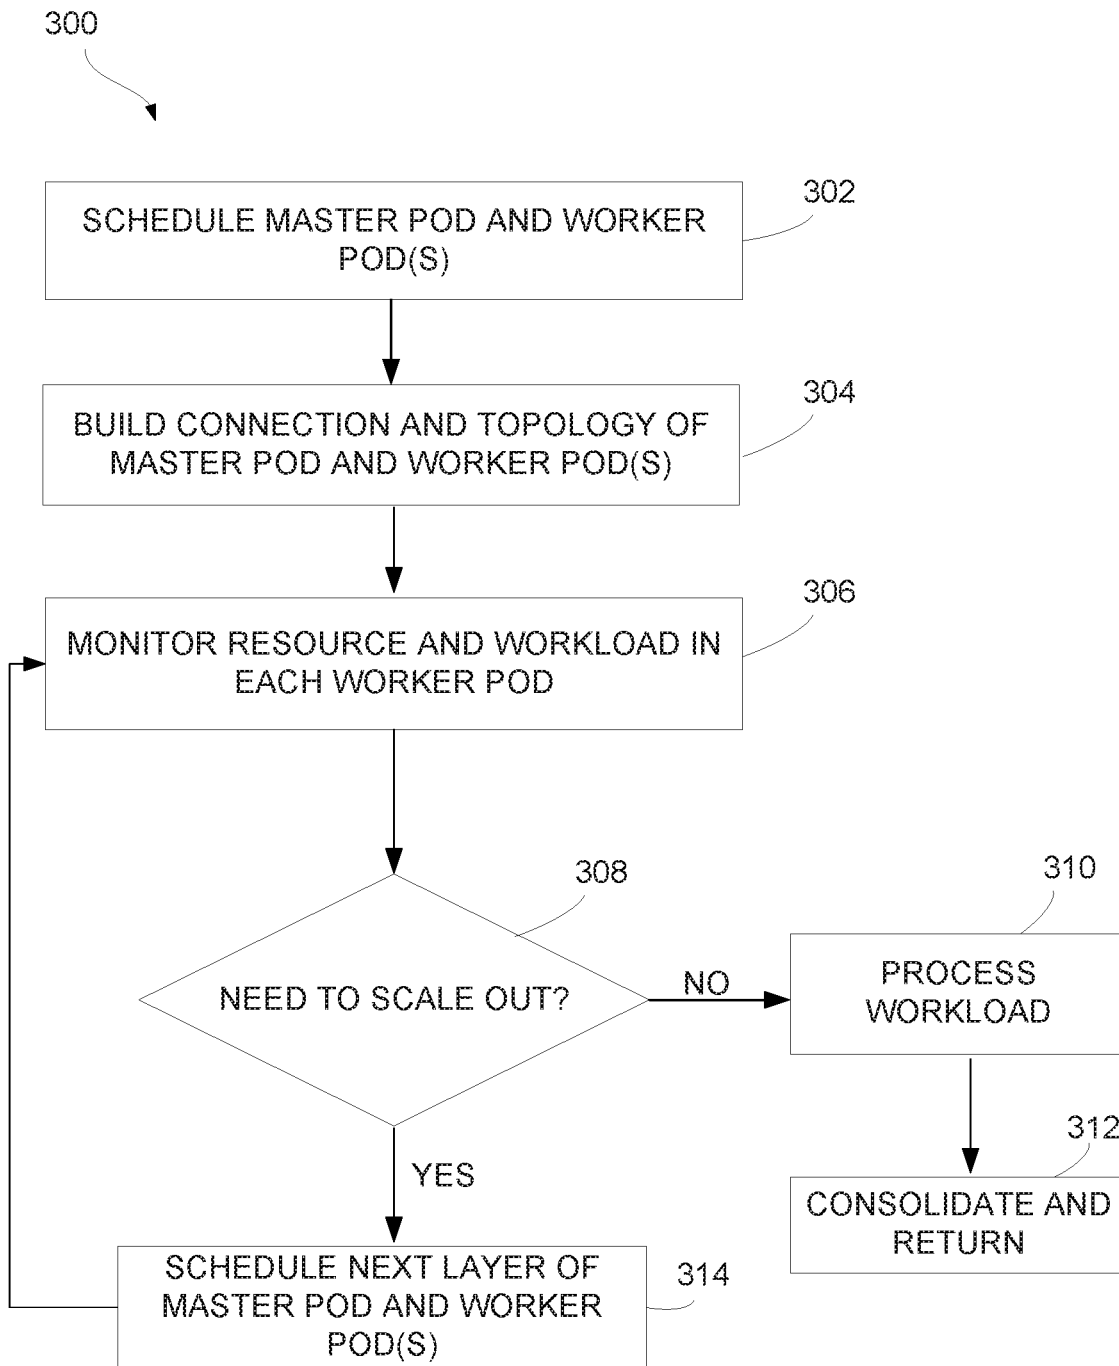 300
302
SCHEDULE MASTER POD AND WORKER
POD(S)
304
BUILD CONNECTION AND TOPOLOGY OF
MASTER POD AND WORKER POD(S)
306
MONITOR RESOURCE AND WORKLOAD IN
EACH WORKER POD
308
NEED TO SCALE OUT?
NO
310
PROCESS
WORKLOAD
312
CONSOLIDATE AND
RETURN
YES
314
SCHEDULE NEXT LAYER OF
MASTER POD AND WORKER
POD(S)